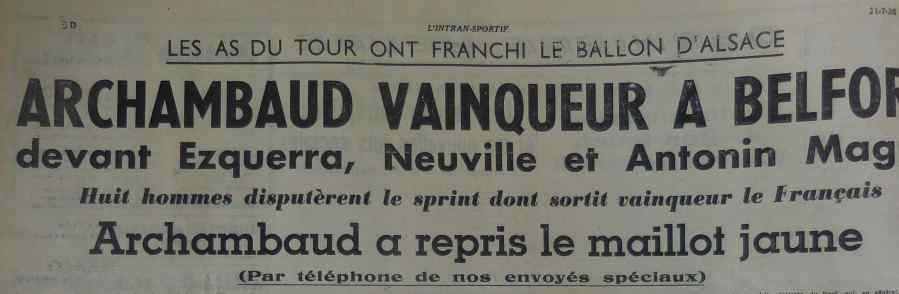 L'INTRAN-SPORTIF
LES AS DU TOUR ONT FRANCHI LE BALLON D'ALSACE
ARCHAMBAUD VAINQUEUR A BELFOR
devant Ezquerra, Neuville et Antonin Mag
Huit hommes disputèrent le sprint dont sortit vainqueur le Français
Archambaud a repris le maillot jaune
(Par téléphone de nos envoyés spéciaux)